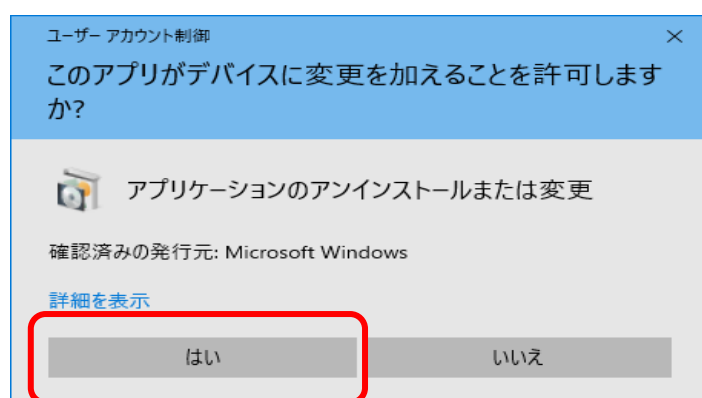 ユーザー アカウント制御
このアプリがデバイスに変更を加えることを許可します
か?
アプリケーションのアンインストールまたは変更
確認済みの発行元: Microsoft Windows
詳細を表示
はい いいえ